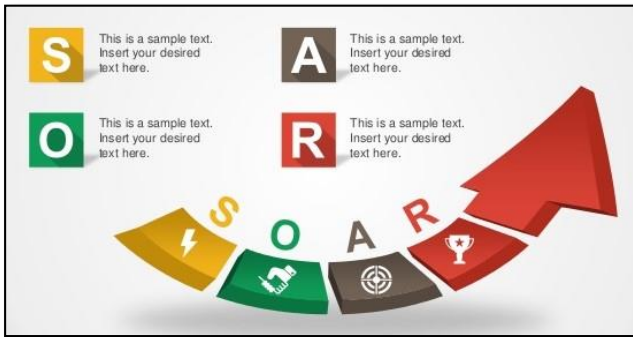 S
This is a sample text.
Insert your desired
text here.
A
This is a sample text.
Insert your desired
text here.
O
This is a sample text.
Insert your desired
text here.
R
This is a sample text.
Insert your desired
text here.
S O A R